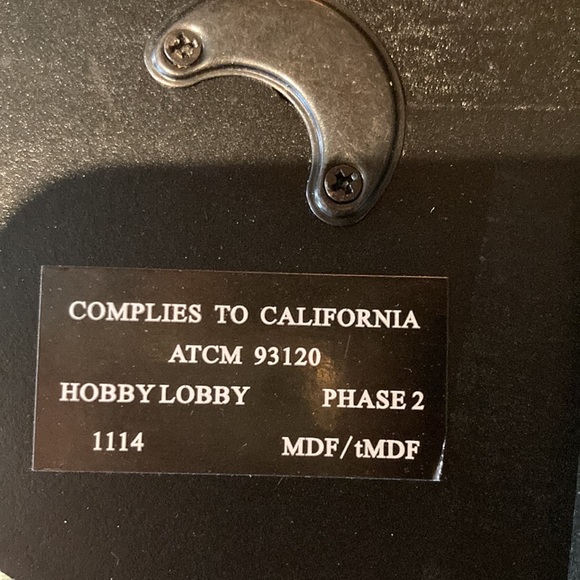 COMPLIES TO CALIFORNIA
ATCM 93120
HOBBY LOBBY PHASE 2
1114 MDF/tMDF